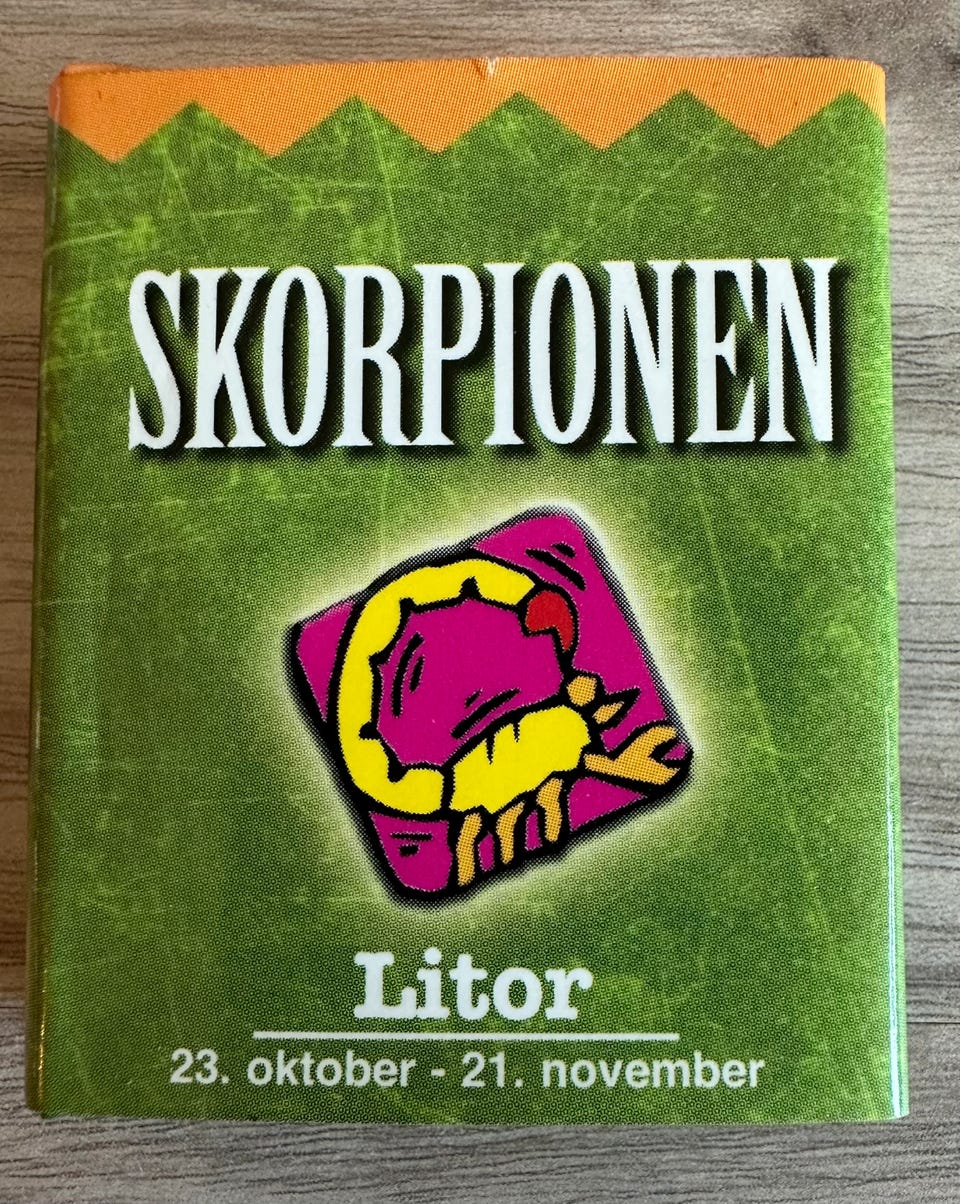 SKORPIONEN
Litor
23. oktober - 21. november